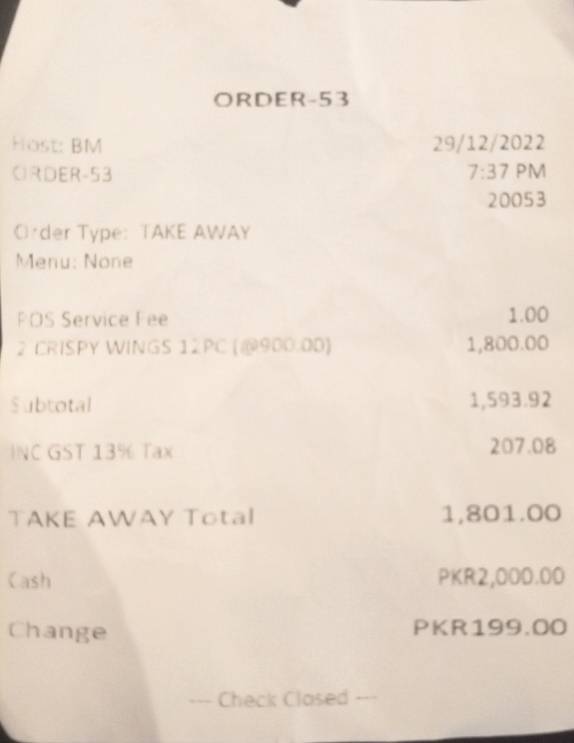 ORDER-53
Host: BM 29/12/2022
ORDER-53 7:37 PM
20053
Order Type: TAKE AWAY
Menu: None
POS Service Fee 1.00
2 CRISPY WINGS 12PC (@900.00) 1,800.00
Subtotal 1,593.92
INC GST 13% Tax 207.08
TAKE AWAY Total 1,801.00
Cash PKR2,000.00
Change PKR199.00
--- Check Closed ---